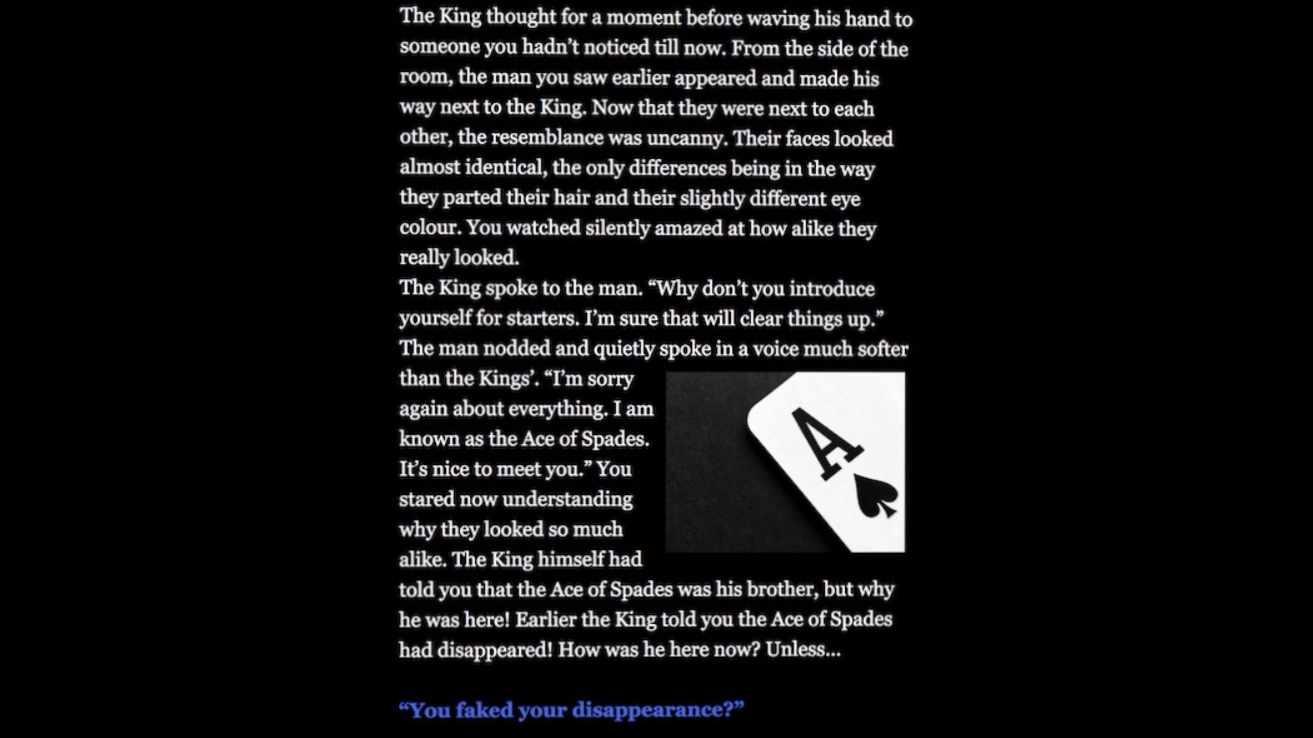 The King thought for a moment before waving his hand to
someone you hadn’t noticed till now. From the side of the
room, the man you saw earlier appeared and made his
way next to the King. Now that they were next to each
other, the resemblance was uncanny. Their faces looked
almost identical, the only differences being in the way
they parted their hair and their slightly different eye
colour. You watched silently amazed at how alike they
really looked.
The King spoke to the man. “Why don’t you introduce
yourself for starters. I’m sure that will clear things up.”
The man nodded and quietly spoke in a voice much softer
than the Kings’. “I’m sorry
again about everything. I am
known as the Ace of Spades.
It’s nice to meet you.” You
stared now understanding
why they looked so much
alike. The King himself had
told you that the Ace of Spades was his brother, but why
he was here! Earlier the King told you the Ace of Spades
had disappeared! How was he here now? Unless...
“You faked your disappearance?”
A